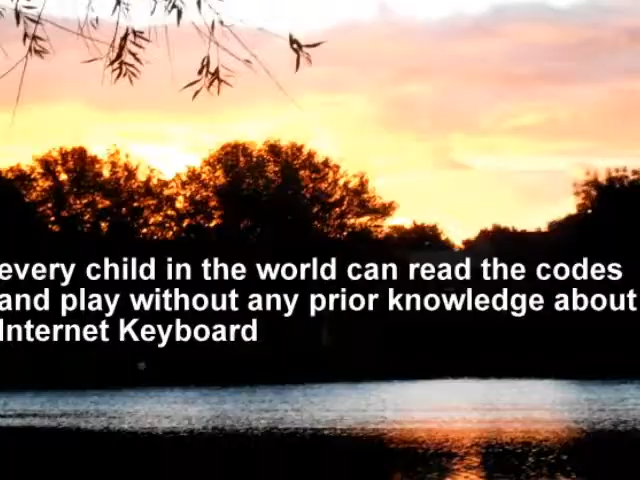 every child in the world can read the codes
and play without any prior knowledge about
Internet Keyboard